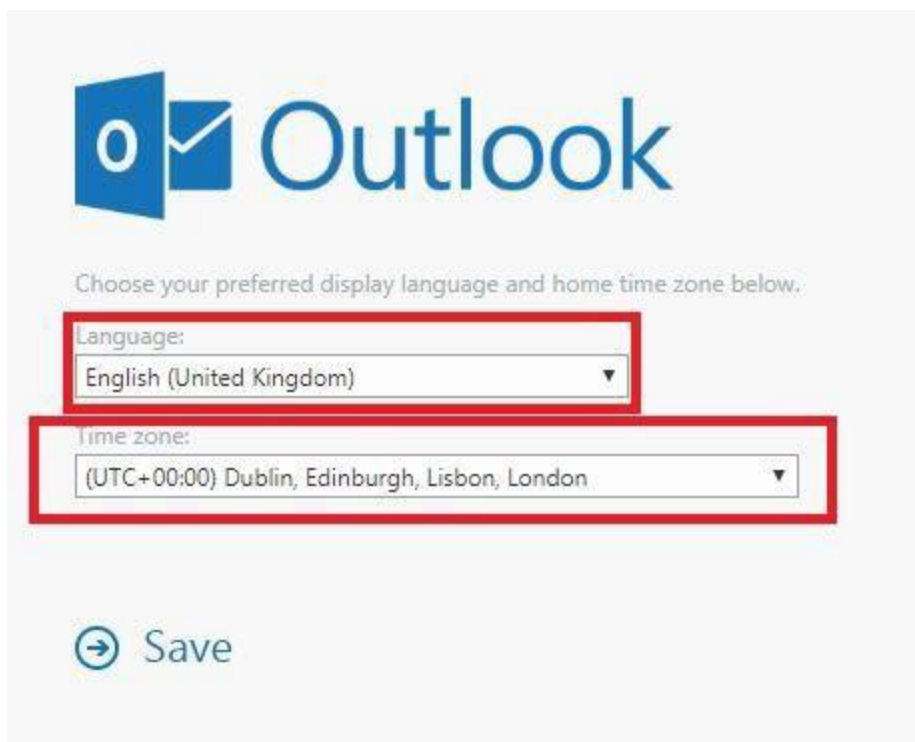 Outlook
Choose your preferred display language and home time zone below.
Language:
English (United Kingdom)
Time zone:
(UTC+00:00) Dublin, Edinburgh, Lisbon, London
Save